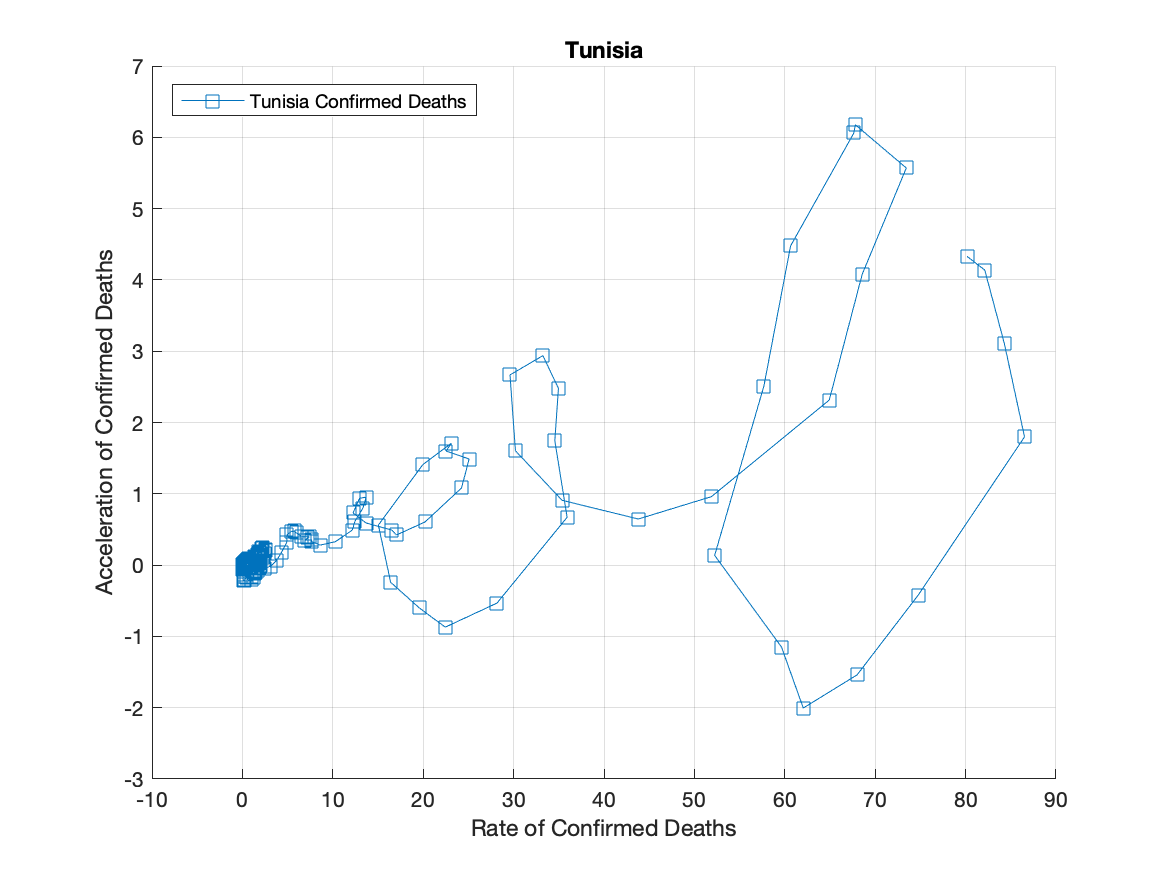 Tunisia
7
6
5
4
3
2
1
0
-1
-2
-3
Acceleration of Confirmed Deaths
Tunisia Confirmed Deaths
-10 0 10 20 30 40 50 60 70 80 90
Rate of Confirmed Deaths